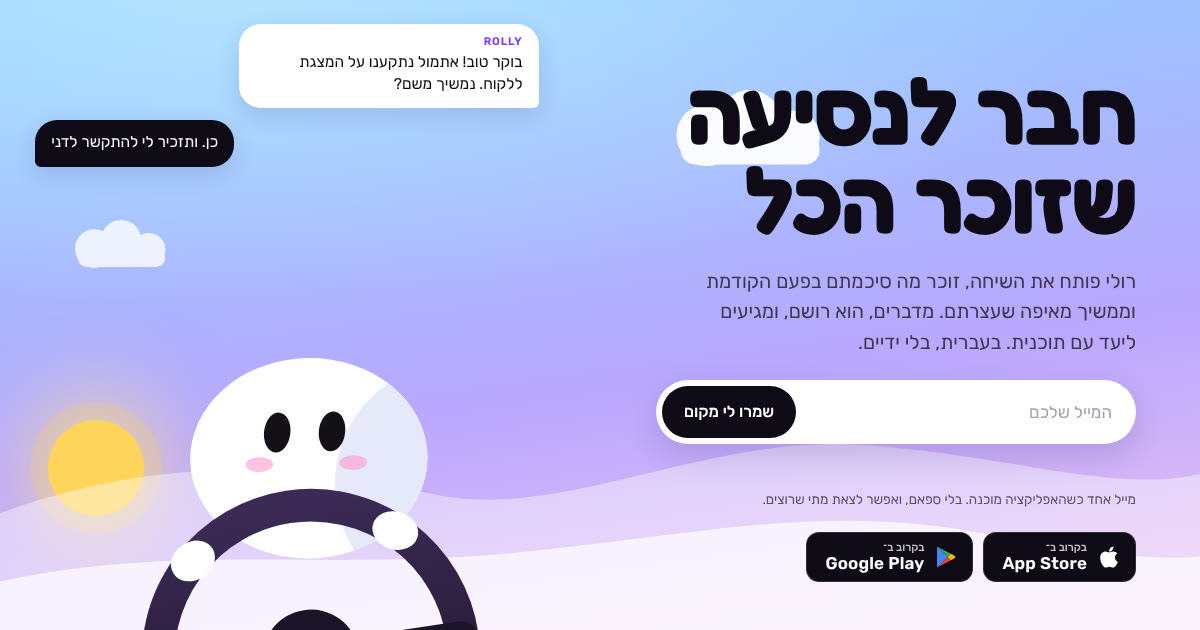 ROLLY
בוקר טוב! אתמול נתקענו על המצגת
ללקוח. נמשיך משם?
כן. ותזכיר לי להתקשר לדני
חבר לנסיעה
שזוכר הכל
רולי פותח את השיחה, זוכר מה סיכמתם בפעם הקודמת
וממשיך מאיפה שעצרתם. מדברים, הוא רושם, ומגיעים
ליעד עם תוכנית. בעברית, בלי ידיים.
המייל שלכם
שמרו לי מקום
מייל אחד כשהאפליקציה מוכנה. בלי ספאם, ואפשר לצאת מתי שרוצים.
בקרוב ב־
App Store
בקרוב ב־
Google Play